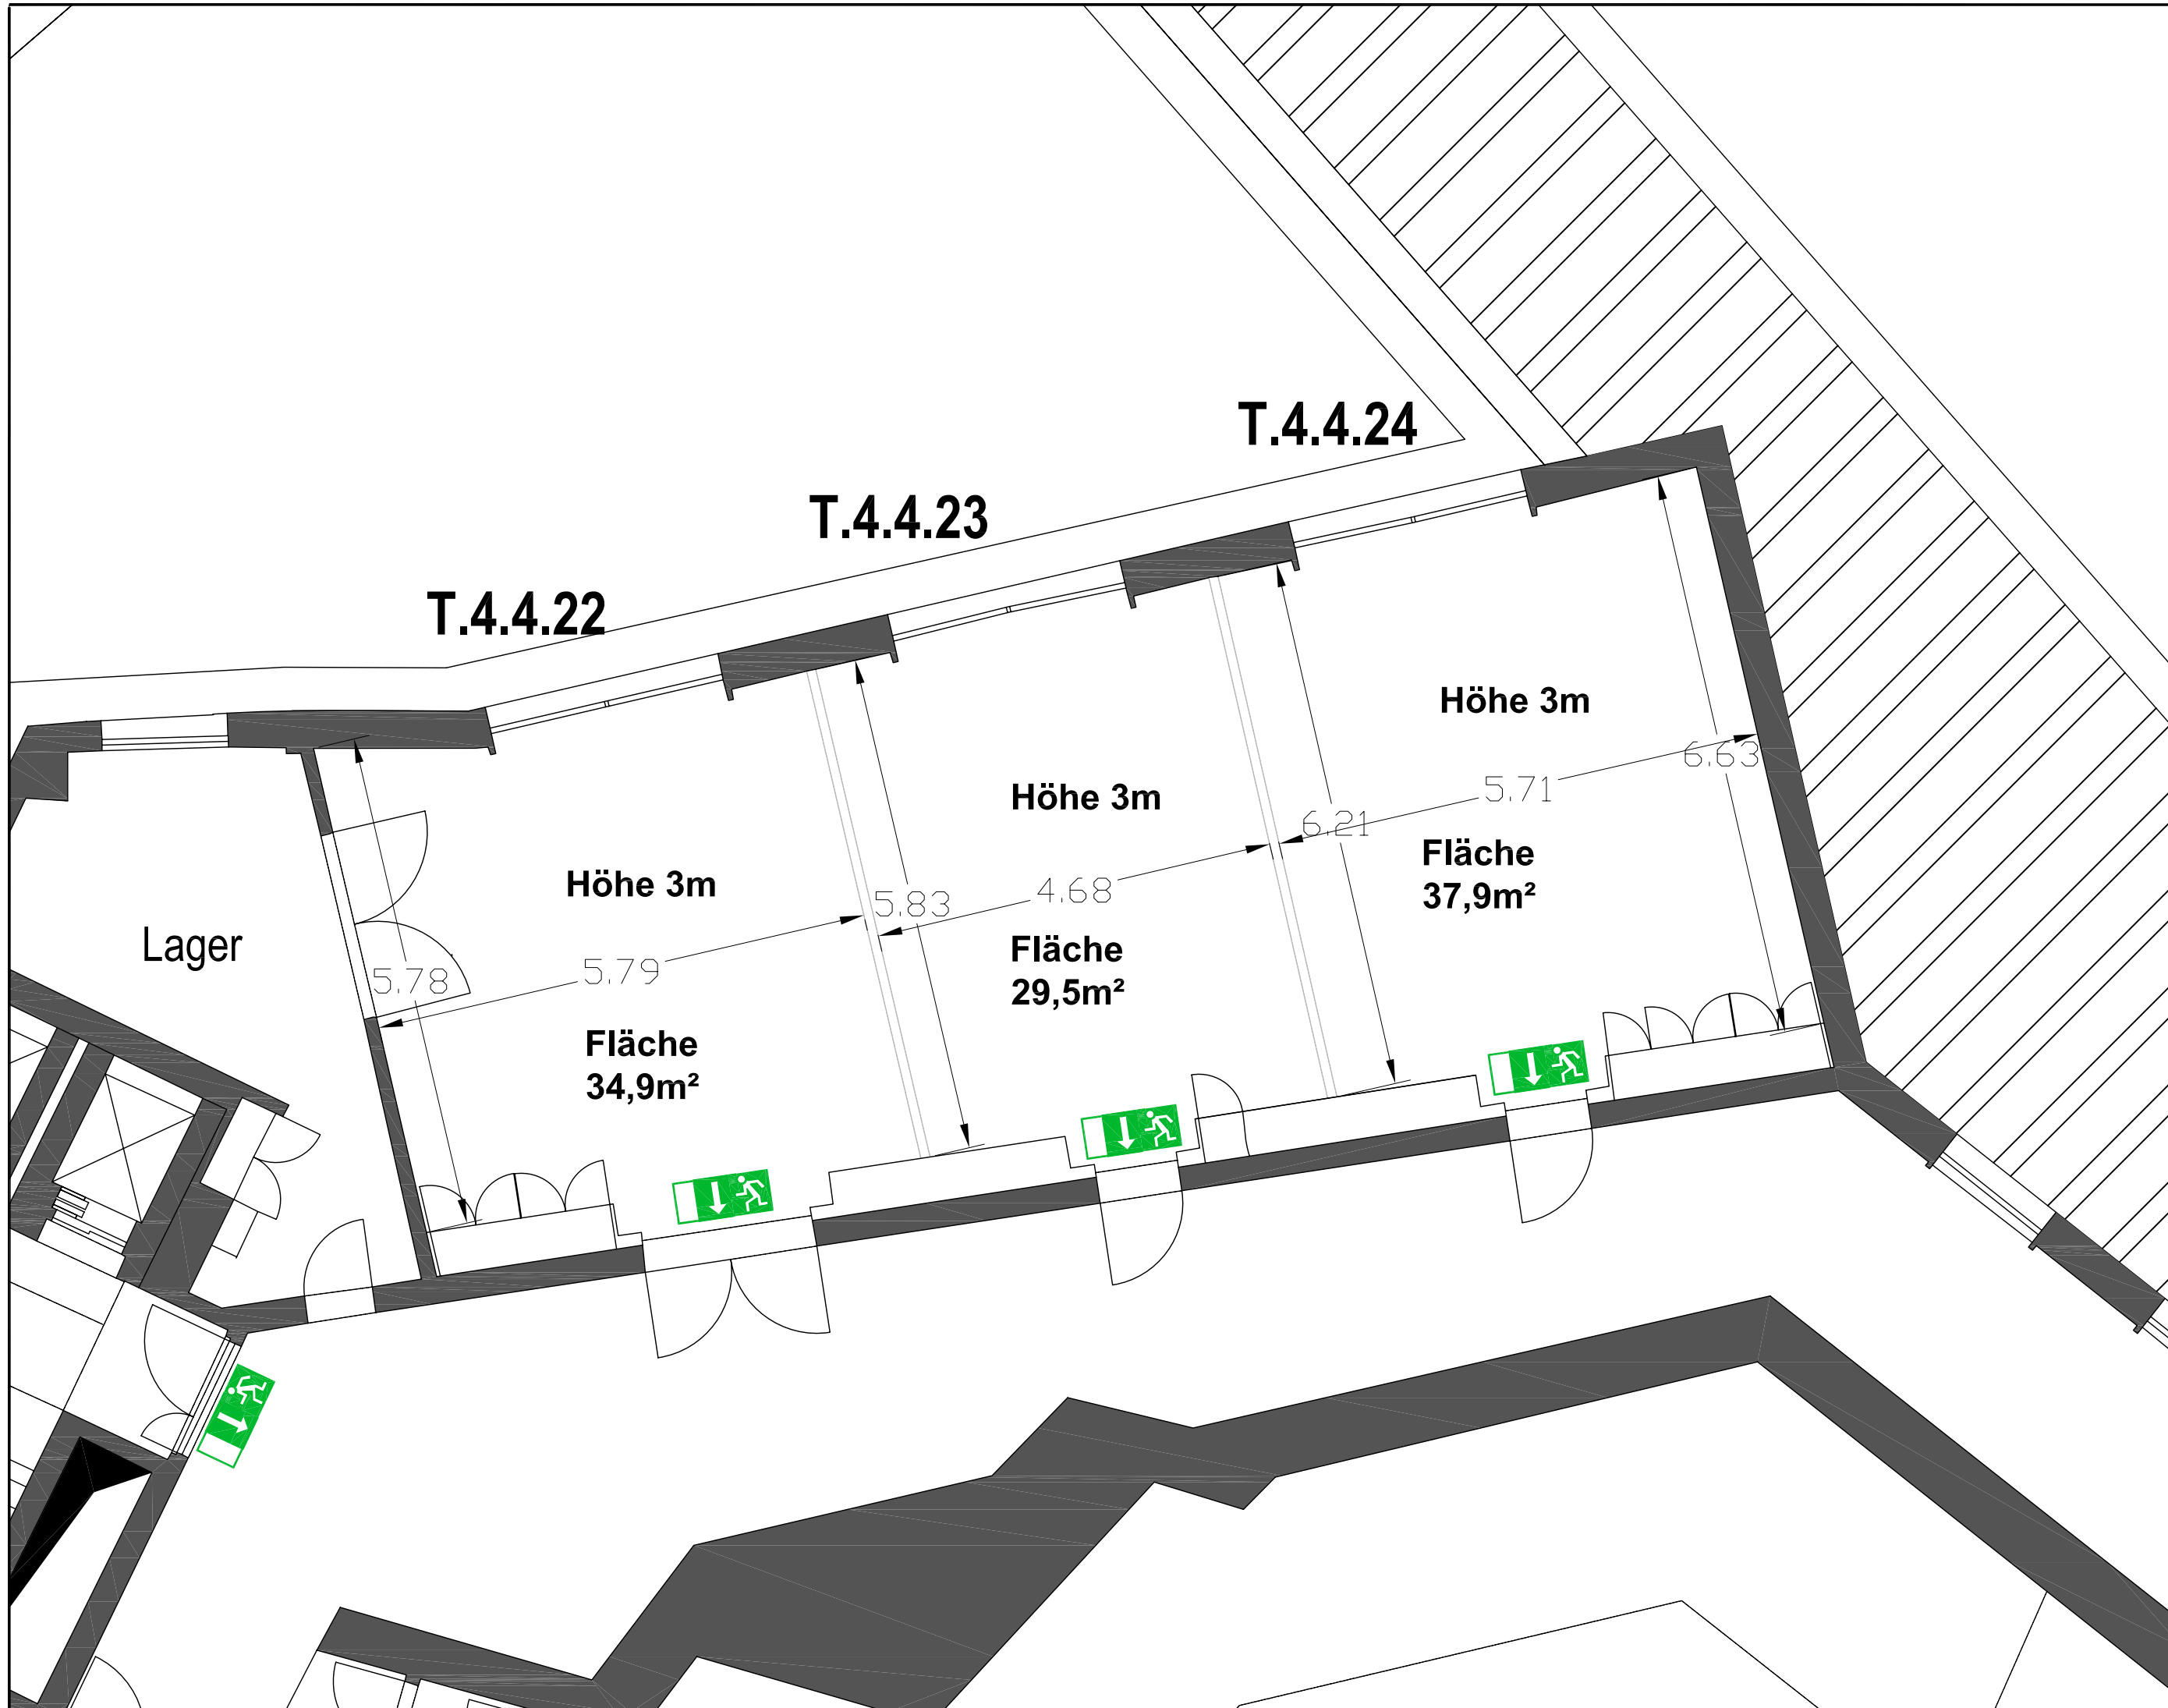 T.4.4.24
T.4.4.23
T.4.4.22
Höhe 3m
6.63
5.71
Höhe 3m
6.21
Fläche
37,9m²
Höhe 3m
5.83
4.68
Fläche
29,5m²
Lager
5.78
5.79
Fläche
34,9m²